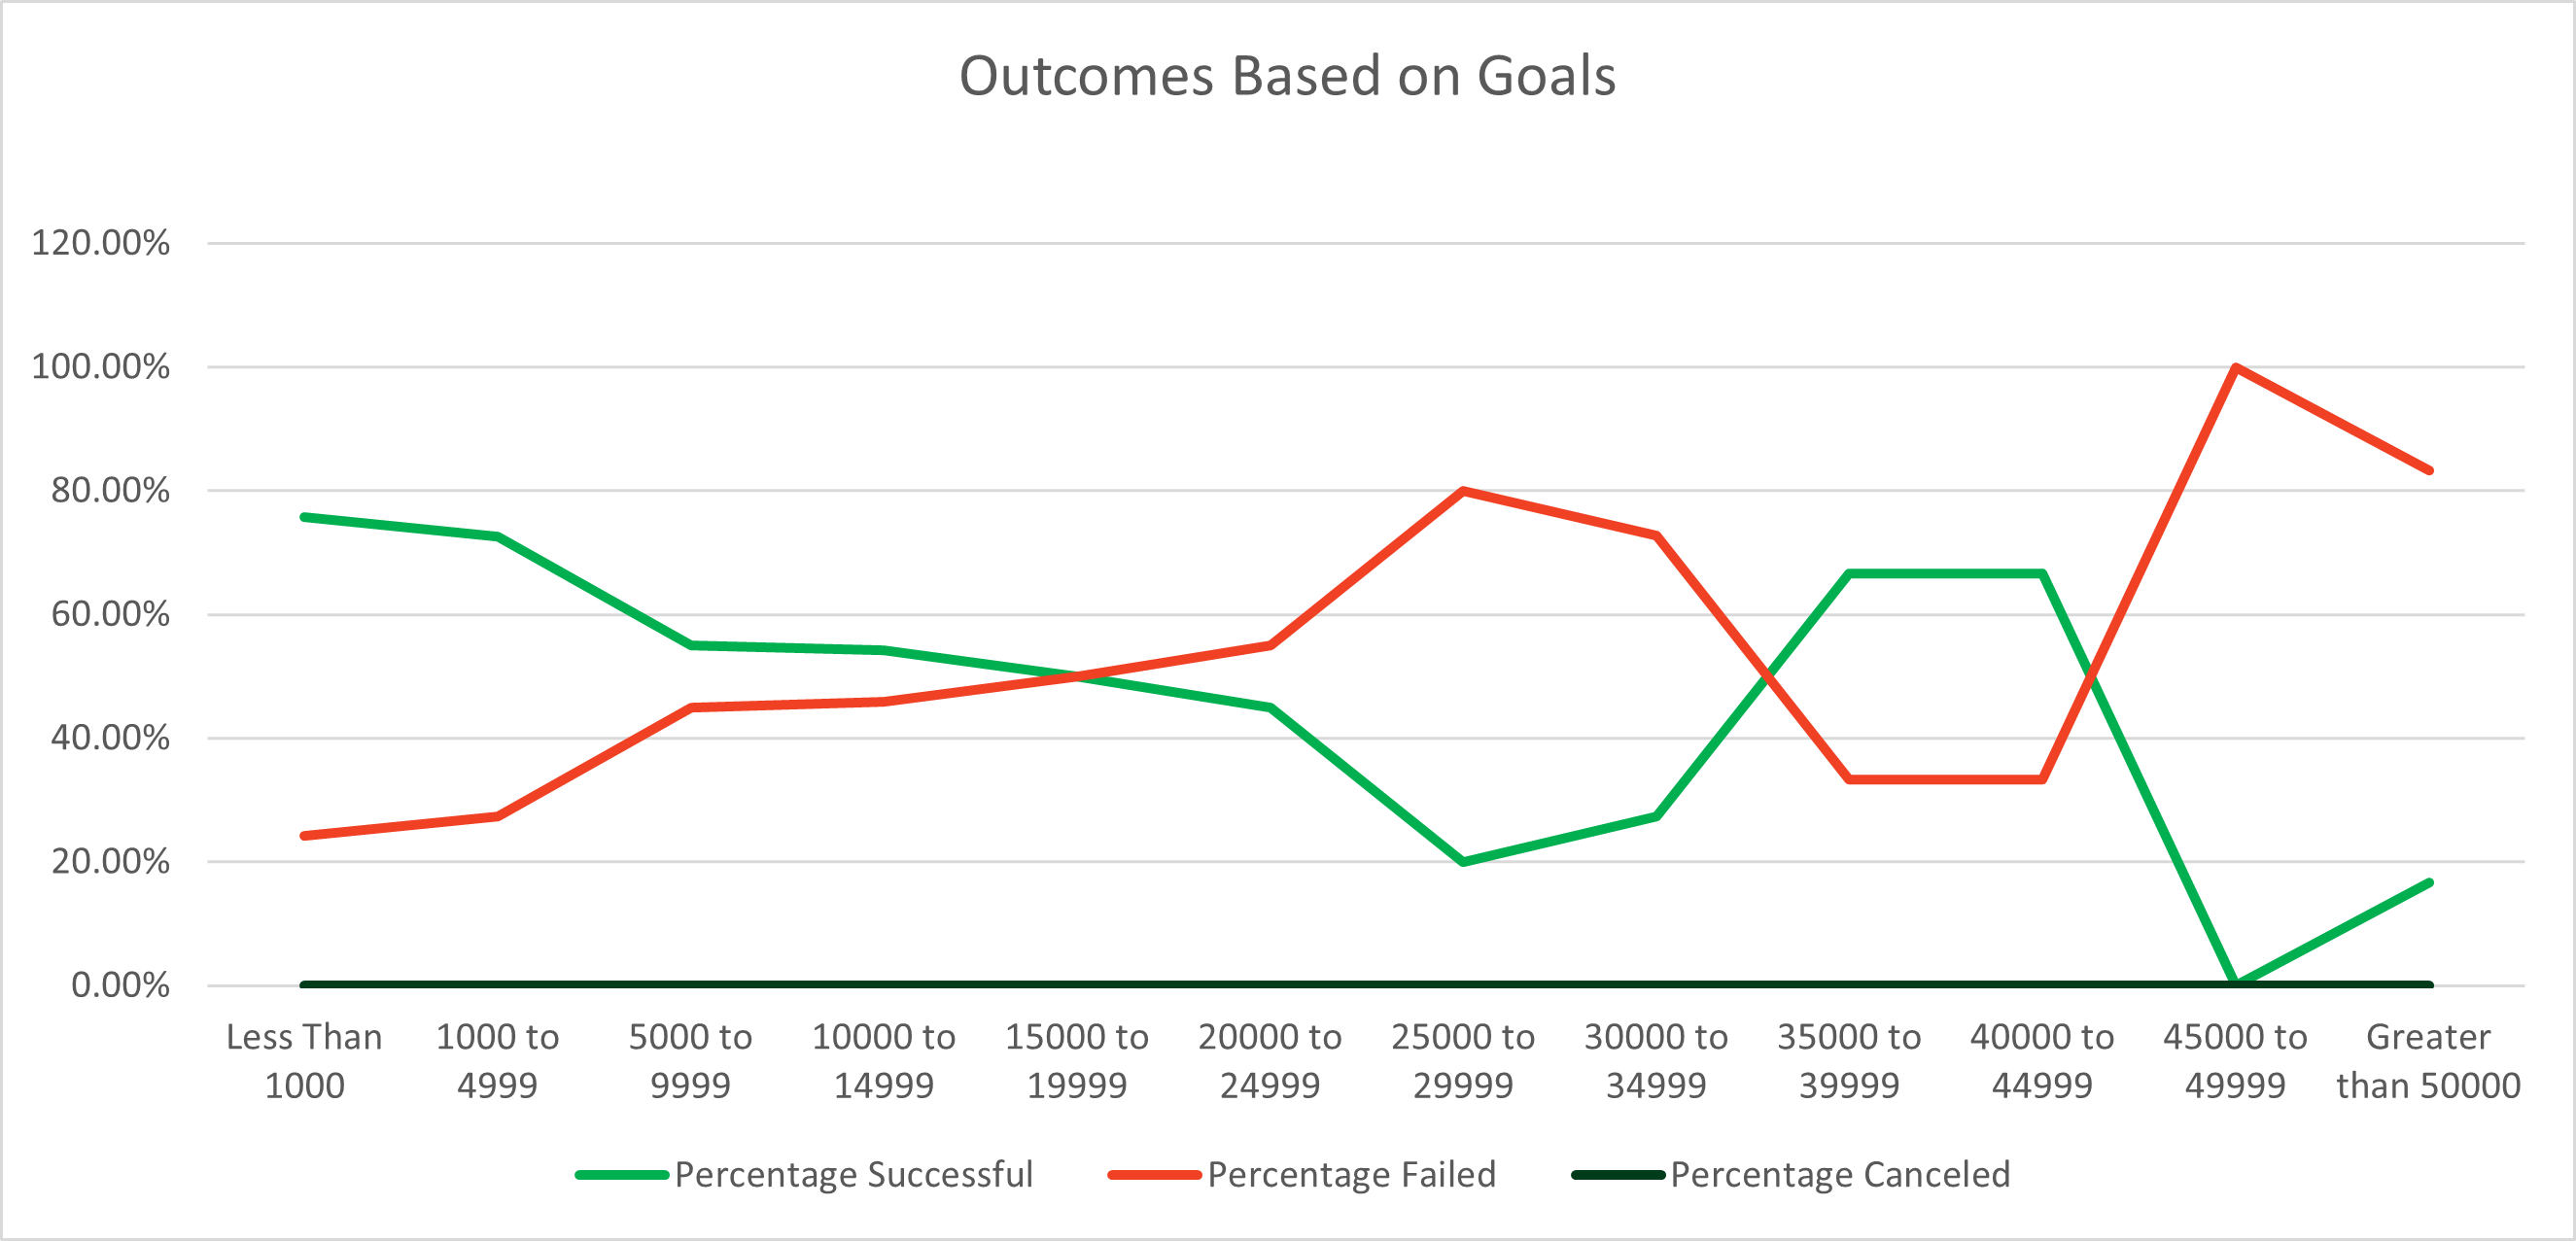 Outcomes Based on Goals
120.00%
100.00%
80.00%
60.00%
40.00%
20.00%
0.00%
Less Than 1000
1000 to 4999
5000 to 9999
10000 to 14999
15000 to 19999
20000 to 24999
25000 to 29999
30000 to 34999
35000 to 39999
40000 to 44999
45000 to 49999
Greater than 50000
Percentage Successful
Percentage Failed
Percentage Canceled